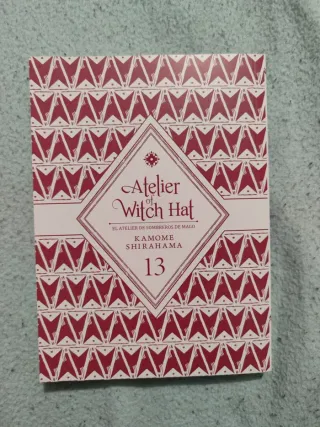 Atelier
of
Witch Hat
EL ATELIER DE SOMBREROS DE MAGO
KAMOME
SHIRAHAMA
13